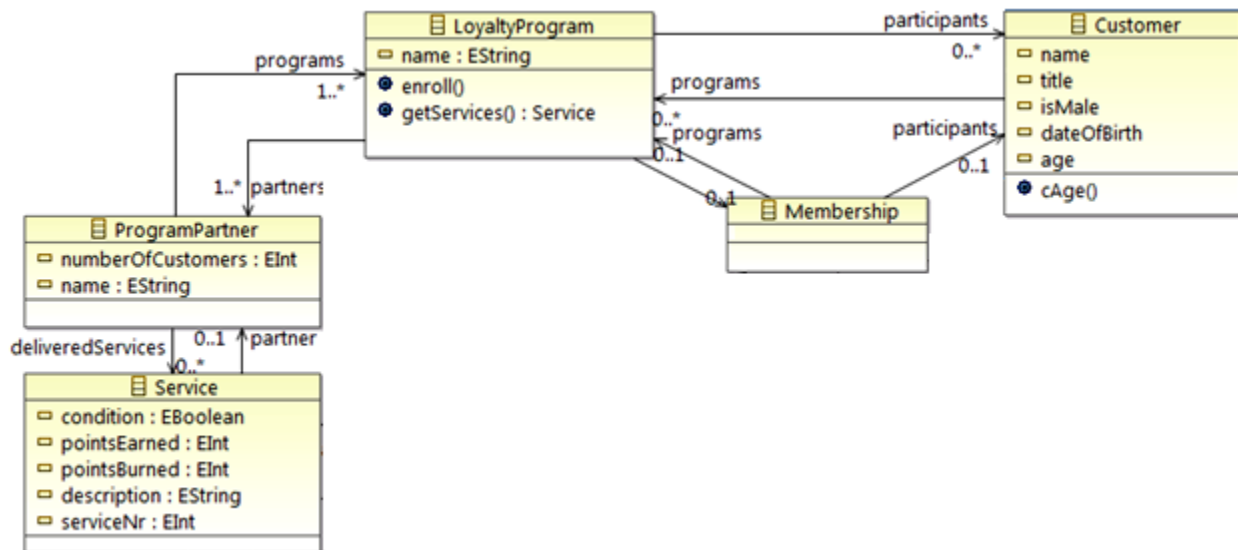 LoyaltyProgram
name : EString
enroll()
getServices() : Service
participants
0..*
Customer
name
title
isMale
dateOfBirth
age
cAge()
programs
1..*
programs
0..*
programs
0..1
participants
0..1
0..1
Membership
1..* partners
ProgramPartner
numberOfCustomers : EInt
name : EString
deliveredServices
0..*
0..1 partner
Service
condition : EBoolean
pointsEarned : EInt
pointsBurned : EInt
description : EString
serviceNr : EInt